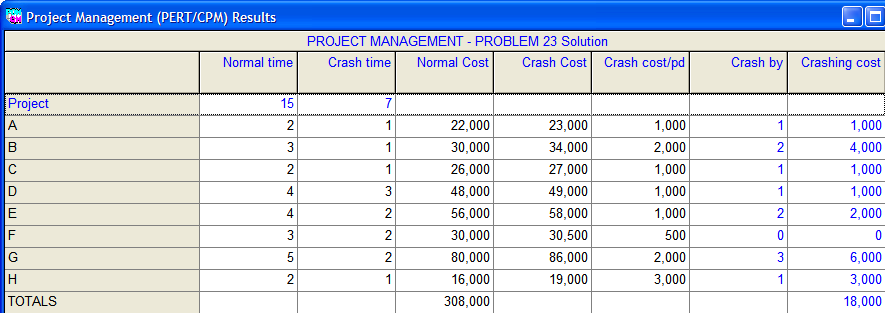 Project Management (PERT/CPM) Results
PROJECT MANAGEMENT - PROBLEM 23 Solution
Normal time Crash time Normal Cost Crash Cost Crash cost/pd Crash by Crashing cost
Project 15 7
A 2 1 22,000 23,000 1,000 1 1,000
B 3 1 30,000 34,000 2,000 2 4,000
C 2 1 26,000 27,000 1,000 1 1,000
D 4 3 48,000 49,000 1,000 1 1,000
E 4 2 56,000 58,000 1,000 2 2,000
F 3 2 30,000 30,500 500 0 0
G 5 2 80,000 86,000 2,000 3 6,000
H 2 1 16,000 19,000 3,000 1 3,000
TOTALS 308,000 18,000